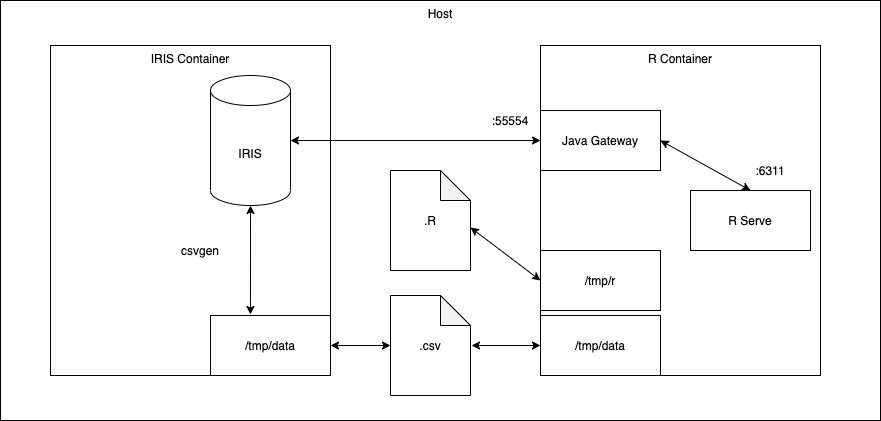 Host
IRIS Container
R Container
:55554
Java Gateway
IRIS
:6311
.R
R Serve
csvgen
/tmp/r
/tmp/data
.csv
/tmp/data